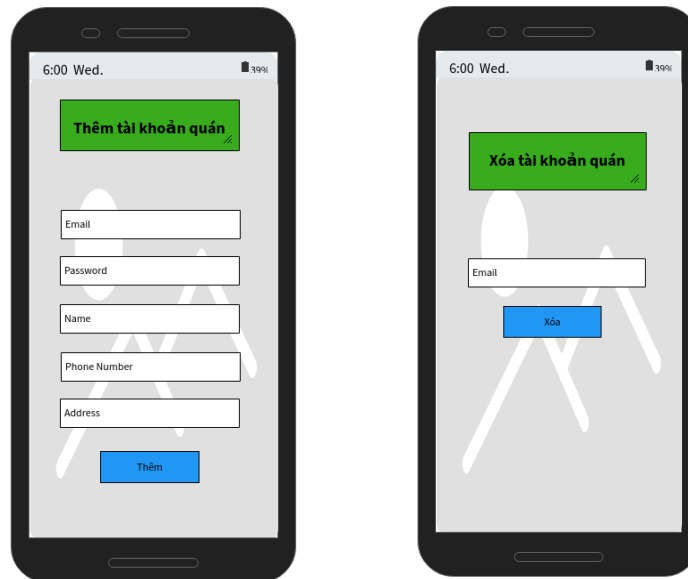 6:00 Wed.
39%
Thêm tài khoản quán
Email
Password
Name
Phone Number
Address
Thêm
6:00 Wed.
39%
Xóa tài khoản quán
Email
Xóa